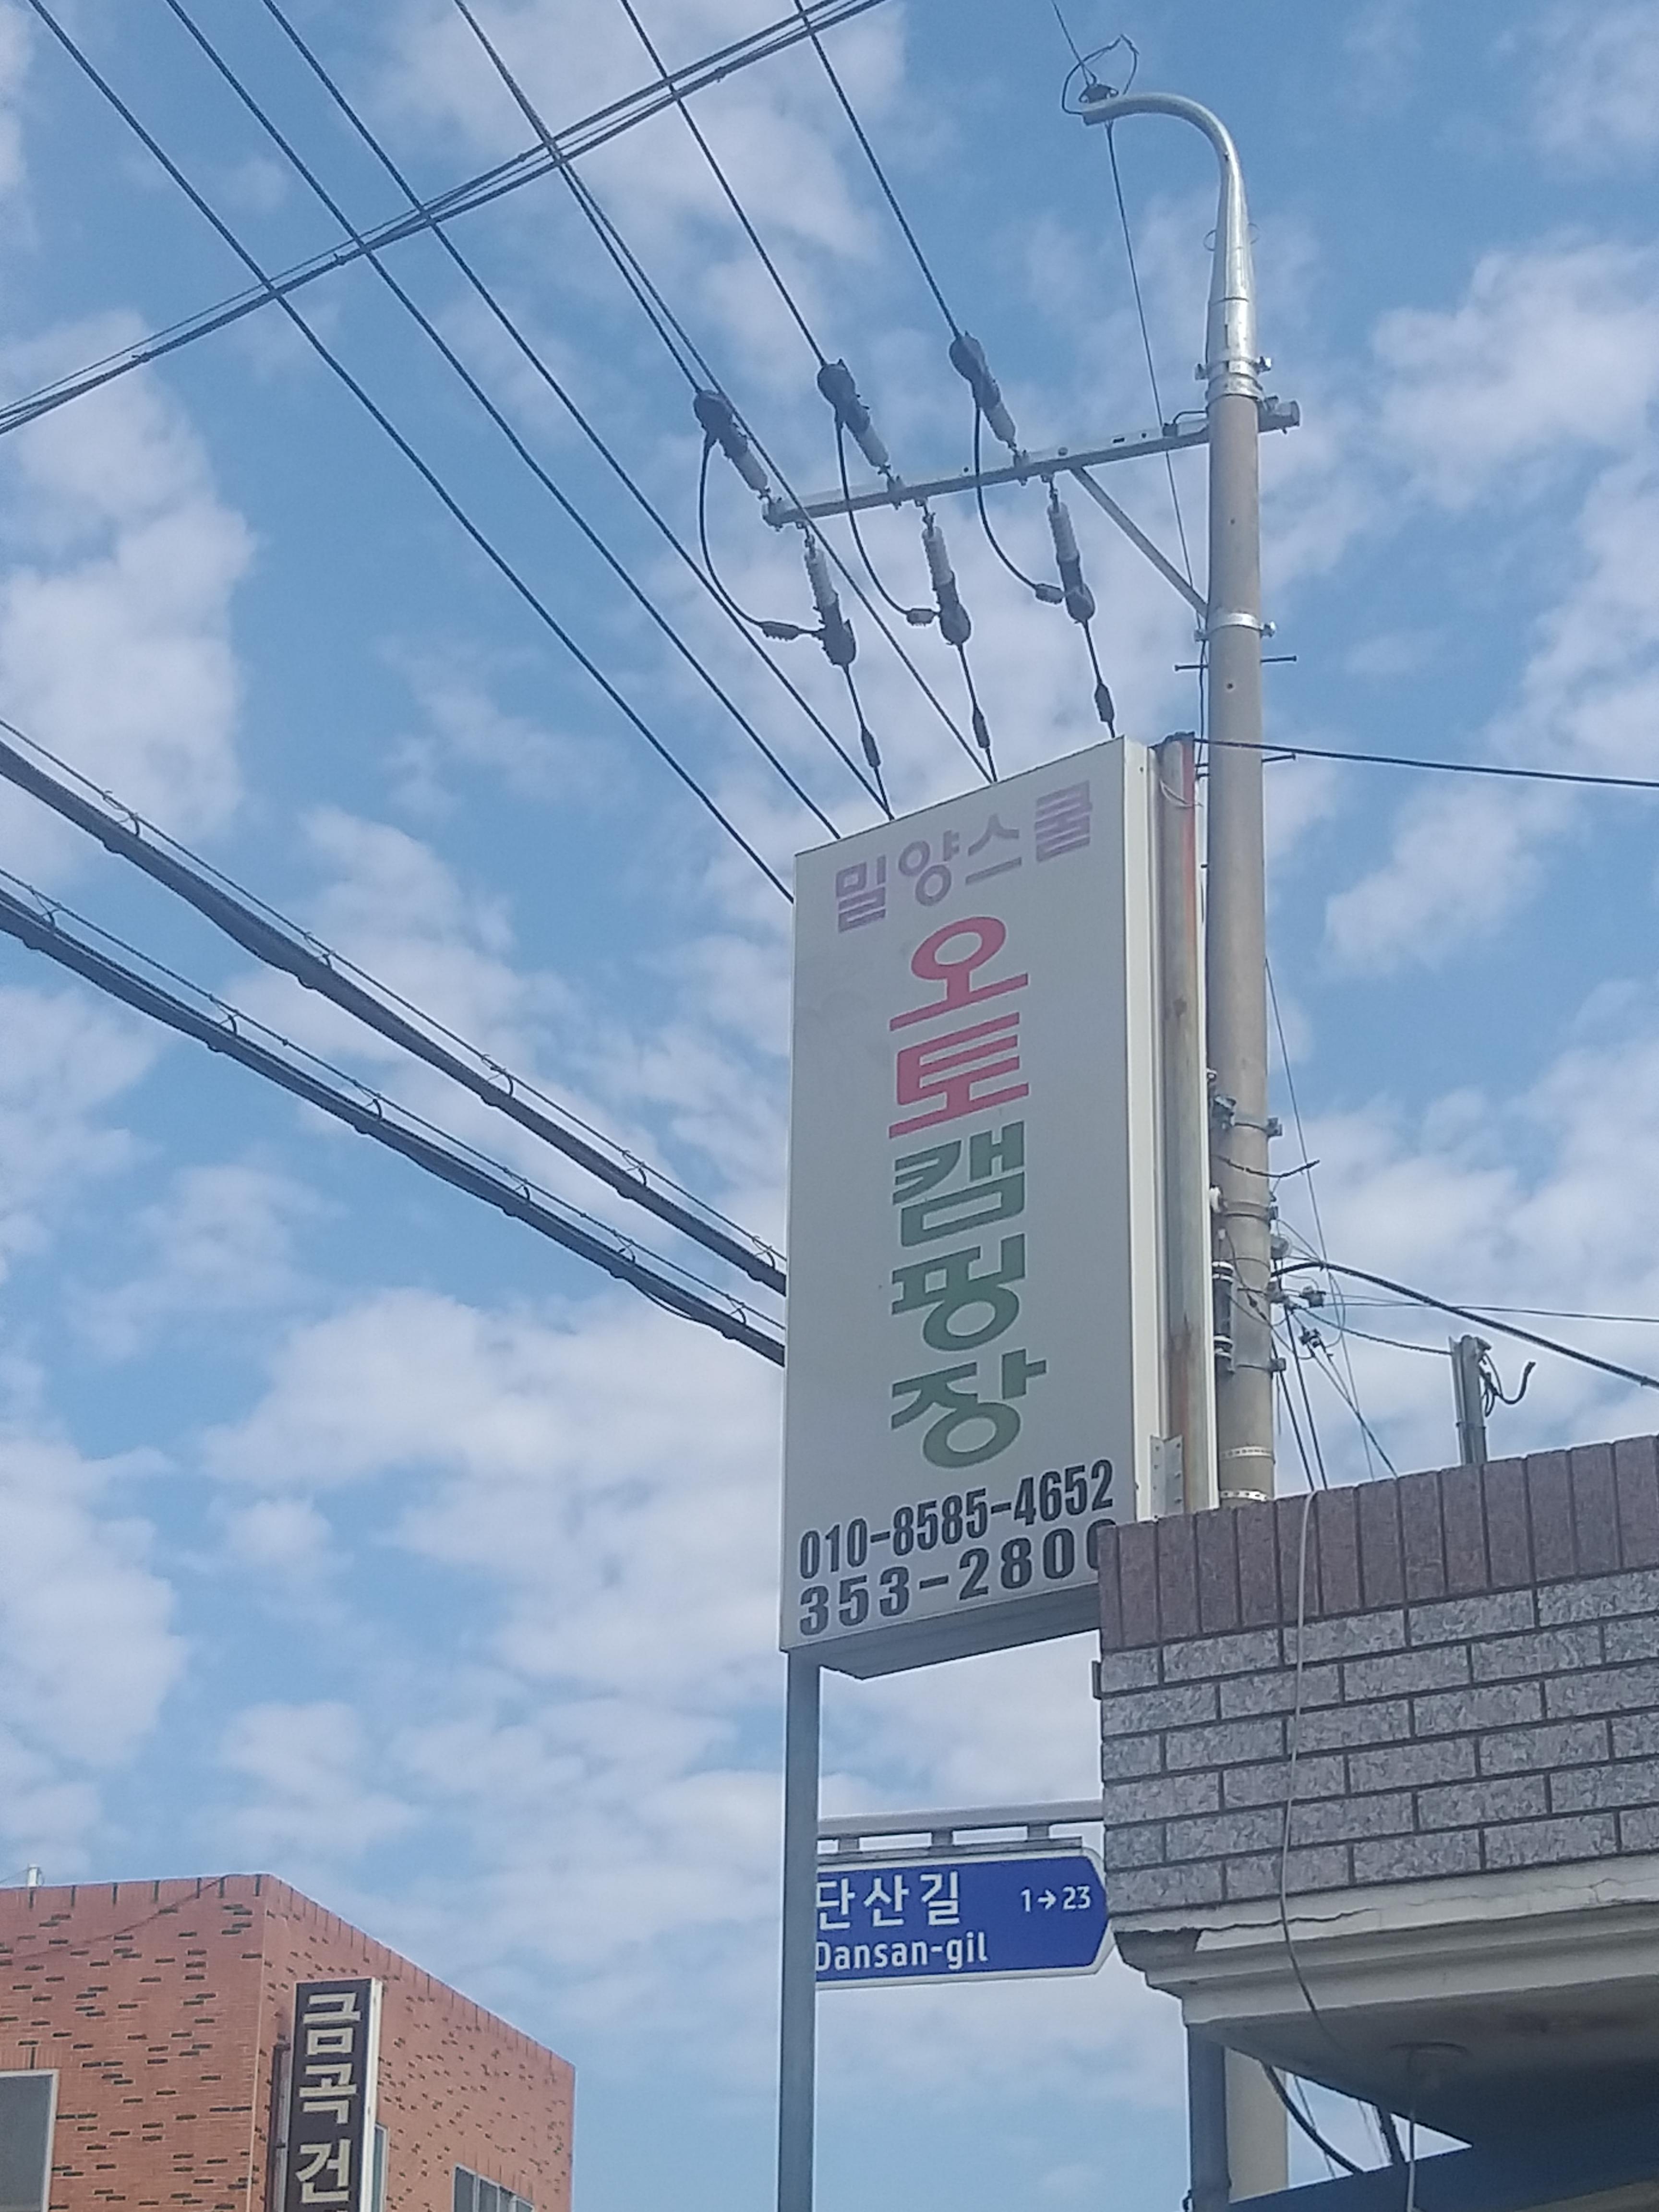 밀양스쿨
오토캠핑장
010-8585-4652
353-2800
단산길 1→23
Dansan-gil
금곡건